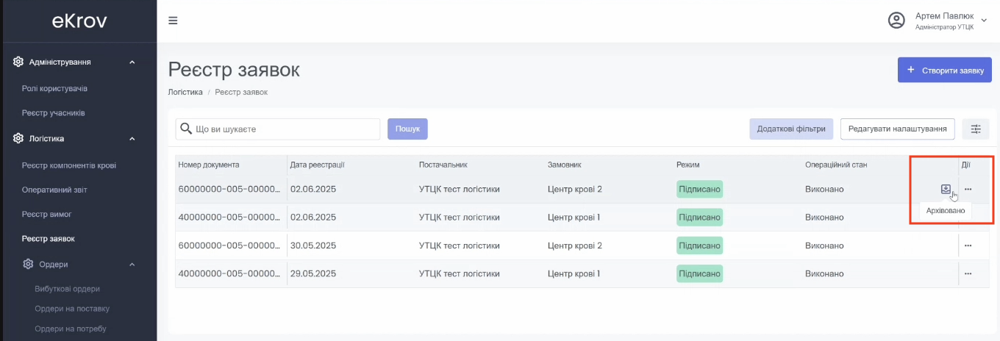 eKrov
Артем Павлюк
Адміністратор УТЦК
Адміністрування
Ролі користувачів
Реєстр учасників
Логістика
Реєстр компонентів крові
Оперативний звіт
Реєстр вимог
Реєстр заявок
Ордери
Вибуткові ордери
Ордери на поставку
Ордери на потребу
Реєстр заявок
+ Створити заявку
Логістика / Реєстр заявок
Що ви шукаєте Пошук Додаткові фільтри Редагувати налаштування
Номер документа Дата реестрації Постачальник Замовник Режим Операційний стан Дії
60000000-005-00000... 02.06.2025 УТЦК тест логістики Центр крові 2 Підписано Виконано ...
Архівовано
40000000-005-00000... 02.06.2025 УТЦК тест логістики Центр крові 1 Підписано Виконано
60000000-005-00000... 30.05.2025 УТЦК тест логістики Центр крові 2 Підписано Виконано ...
40000000-005-00000... 29.05.2025 УТЦК тест логістики Центр крові 1 Підписано Виконано ...